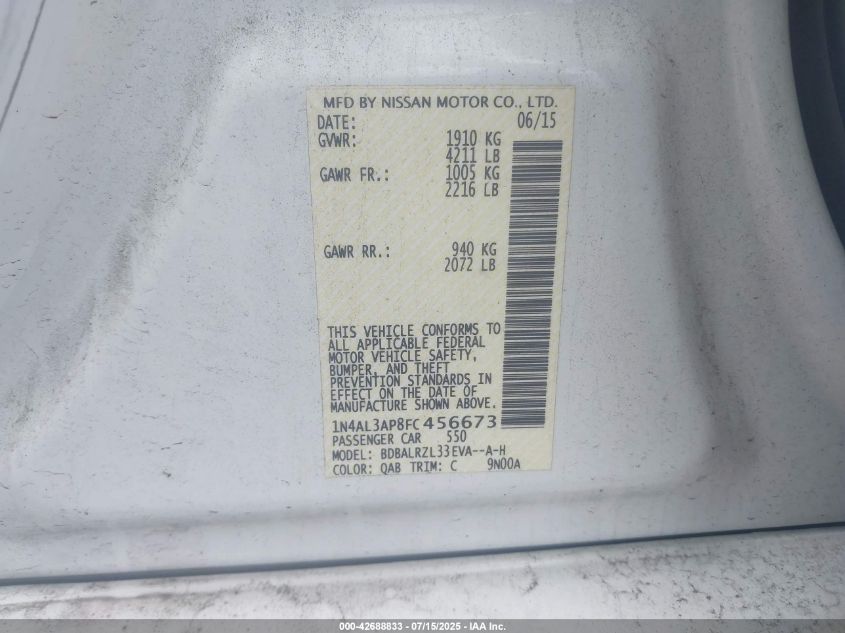 MFD BY NISSAN MOTOR CO., LTD.
DATE: 06/15
GVWR: 1910 KG
4211 LB
GAWR FR.: 1005 KG
2216 LB
GAWR RR.: 940 KG
2072 LB
THIS VEHICLE CONFORMS TO
ALL APPLICABLE FEDERAL
MOTOR VEHICLE SAFETY,
BUMPER, AND THEFT
PREVENTION STANDARDS IN
EFFECT ON THE DATE OF
MANUFACTURE SHOWN ABOVE.
1N4AL3AP8FC456673
PASSENGER CAR 550
MODEL: BDBALRZL33EVA--A-H
COLOR: QAB TRIM: C 9N00A
000-42688833 - 07/15/2025 - IAA Inc.